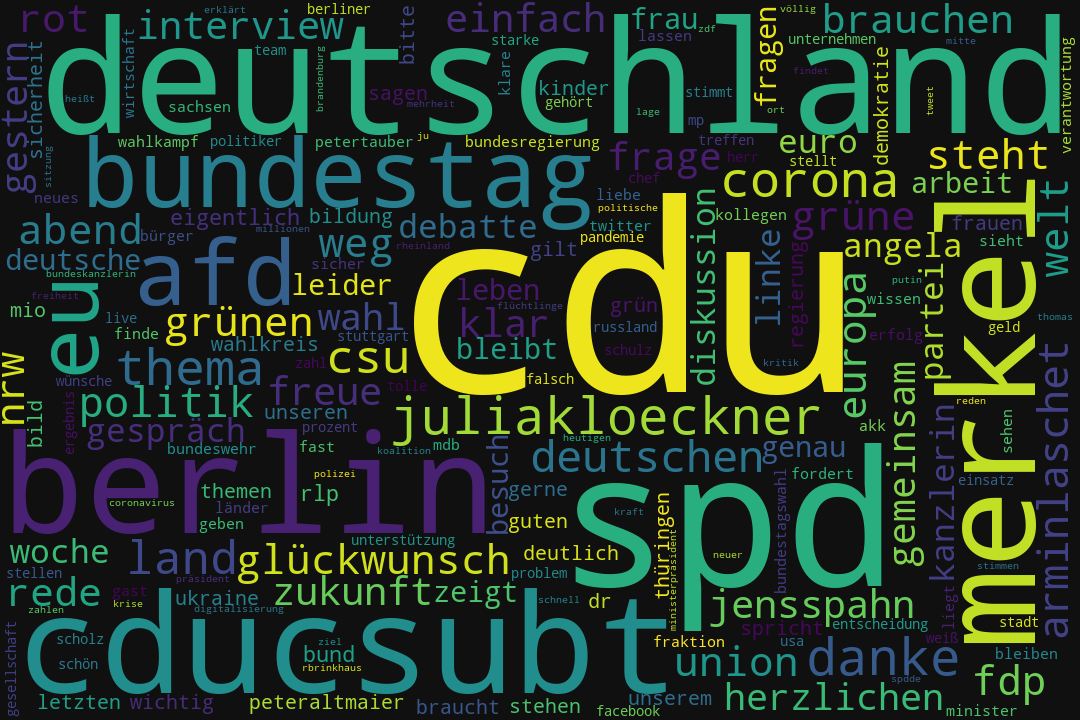 rot
erklärt
interview
berliner
bitte
einfach
frau
zdf
lassen
fragen
völlig
brauchen
unternehmen
mitte
gestern
sicherheit
wirtschaft
team
starke
klare
deutschland
heißt
sachsen
brandenburg
sagen
mehrheit
kinder
gehört
lage
stimmt
mp
findet
ort
demokratie
tweet
verantwortung
wahlkampf
politiker
petertauber
ju
bundesregierung
treffen
euro
stellt
herr
steht
sitzung
bundestag
frage
chef
corona
arbeit
neues
eigentlich
bildung
millionen
liebe
politische
twitter
kollegen
grüne
frauen
welt
abend
bürger
debatte
weg
rheinland
gilt
pandemie
diskussion
linke
regierung
angela
sieht
deutsche
bundeskanzlerin
afd
sicher
leider
cdu
leben
flüchtlinge
grün
russland
putin
wissen
merkel
mio
freiheit
eu
live
finde
grünen
wahl
wahlkreis
stuttgart
klar
bleibt
schulz
kritik
europa
erfolg
partei
geld
thomas
nrw
wünsche
thema
zahl
csu
freue
tolle
falsch
bild
ergebnis
politik
unseren
juliakloeckner
akk
gemeinsam
reden
sehen
arminlaschet
gespräch
prozent
bundeswehr
fast
koalition
mdb
heutigen
deutschen
genau
kanzlerin
berlin
coronavirus
themen
polizei
länder
rlp
geben
besuch
gerne
guten
kraft
spd
fordert
bundestagswahl
einsatz
thüringen
ministerpräsident
neuer
woche
land
glückwunsch
unterstützung
deutlich
stellen
präsident
problem
stimmen
rede
zahlen
gast
krise
ukraine
digitalisierung
zukunft
zeigt
schnell
dr
jensspahn
liegt
gesellschaft
scholz
schön
cducsubt
ziel
bund
rbrinkhaus
fraktion
spricht
usa
entscheidung
weiß
stadt
union
danke
spdde
bleiben
letzten
wichtig
peteraltmaier
braucht
stehen
facebook
unserem
herzlichen
fdp
minister